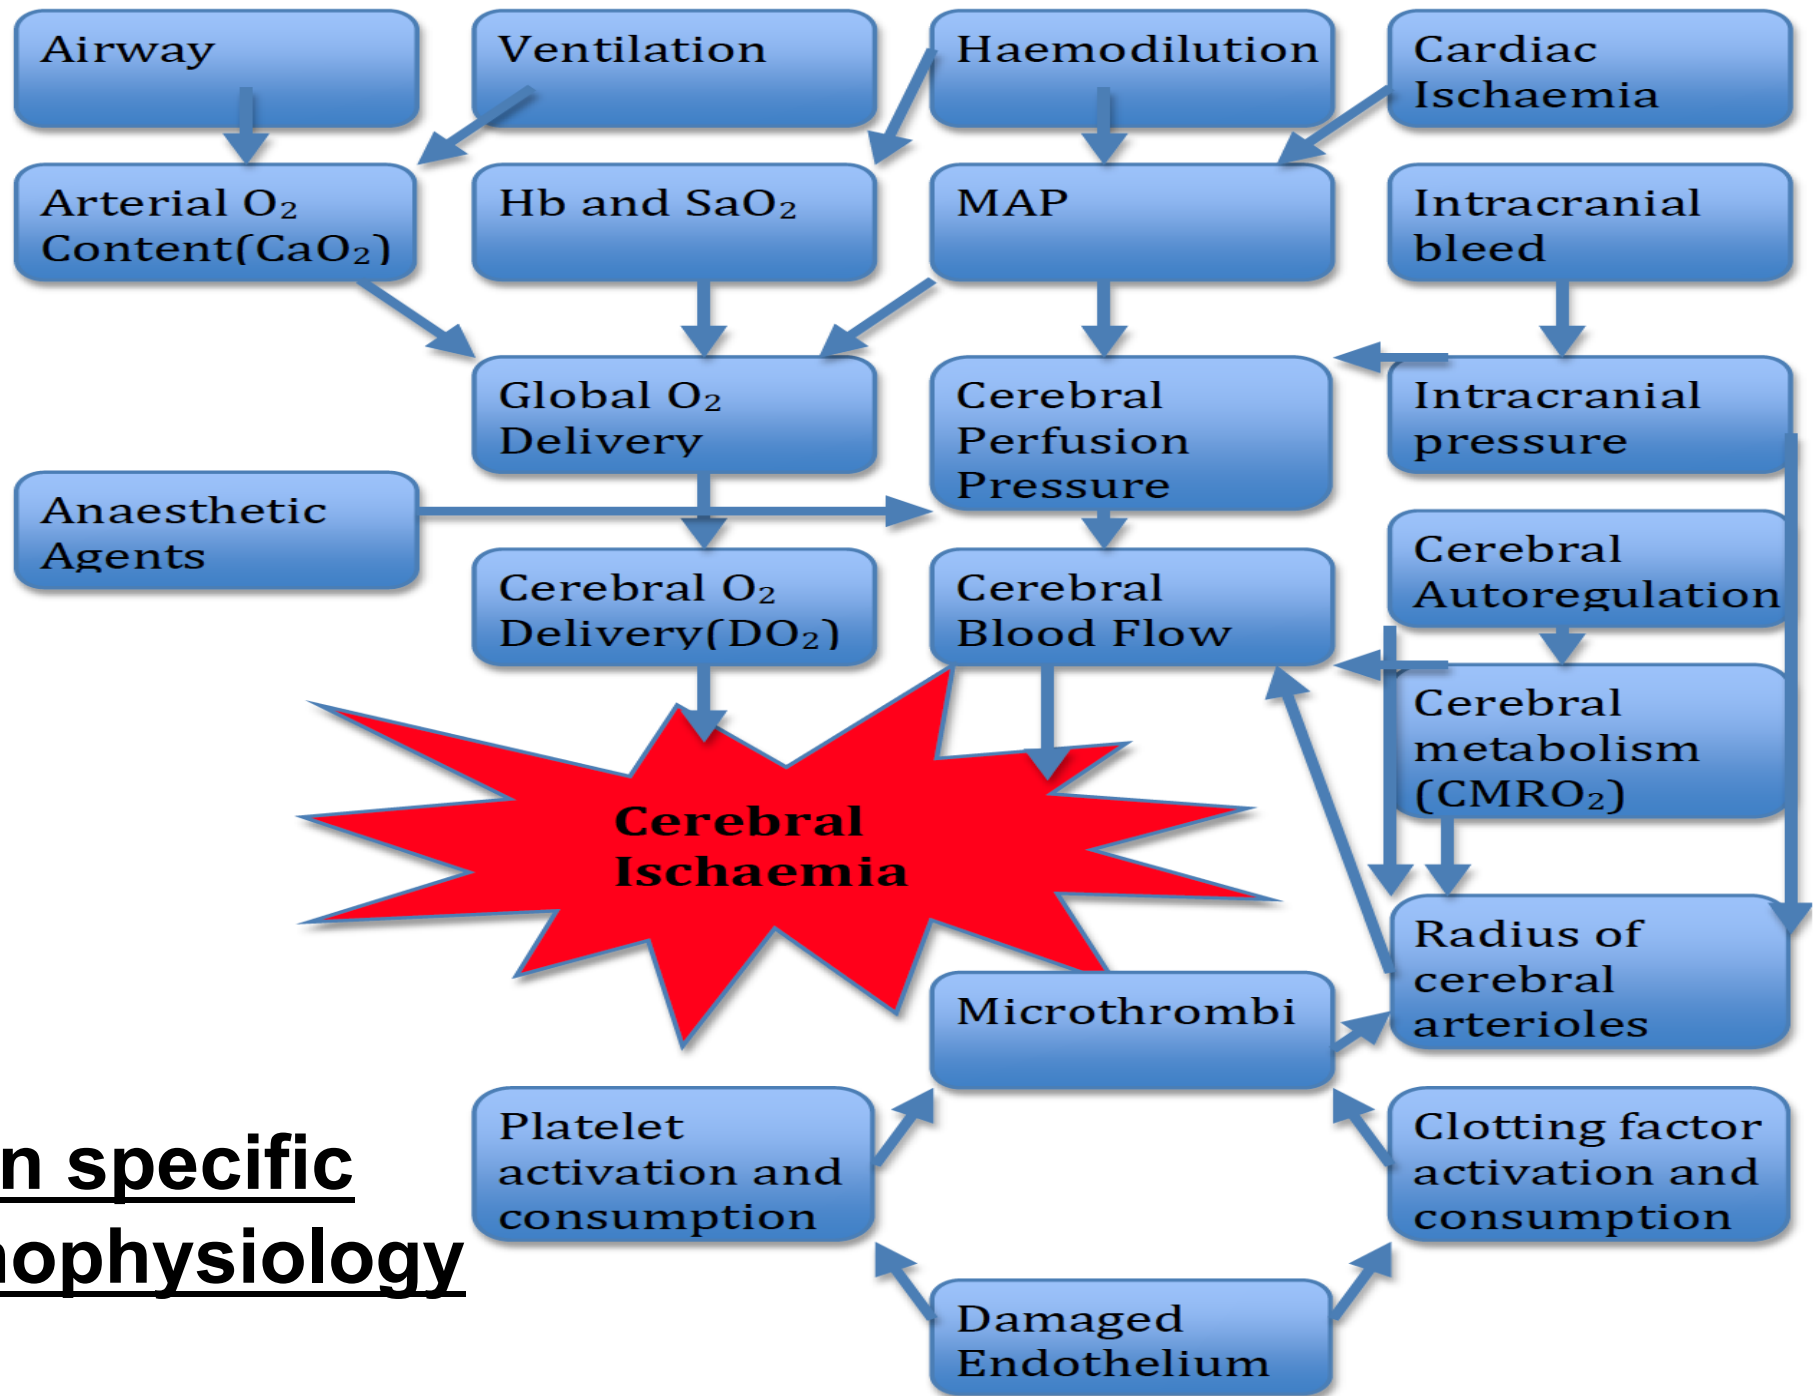 Airway
Ventilation
Haemodilution
Cardiac
Ischaemia
Arterial O₂
Content(CaO₂)
Hb and SaO₂
MAP
Intracranial
bleed
Global O₂
Delivery
Cerebral
Perfusion
Pressure
Intracranial
pressure
Anaesthetic
Agents
Cerebral O₂
Delivery(DO₂)
Cerebral
Blood Flow
Cerebral
Autoregulation
Cerebral
metabolism
(CMRO₂)
Cerebral
Ischaemia
Radius of
cerebral
arterioles
Microthrombi
Platelet
activation and
consumption
Clotting factor
activation and
consumption
n specific
ophysiology
Damaged
Endothelium